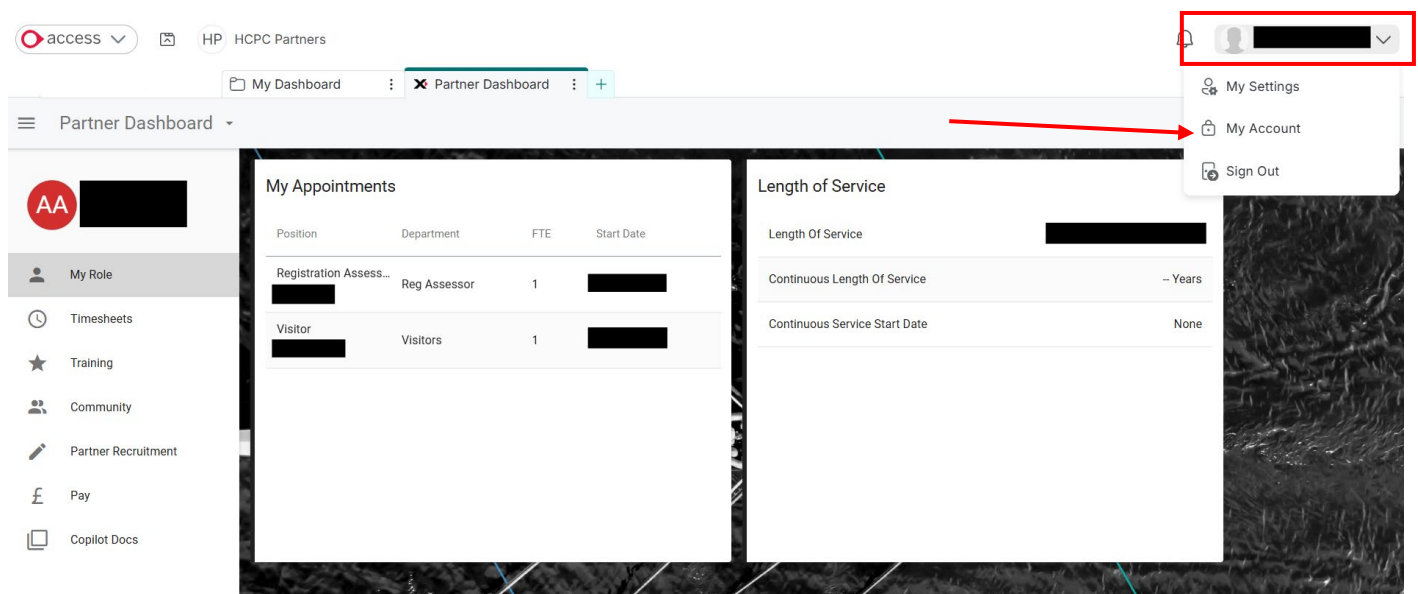 access
HP HCPC Partners
My Dashboard
Partner Dashboard
+
Partner Dashboard
My Settings
My Account
Sign Out
AA
My Role
Timesheets
Training
Community
Partner Recruitment
£ Pay
Copilot Docs
My Appointments
Position Department FTE Start Date
Registration Assess... Reg Assessor 1
Visitor Visitors 1
Length of Service
Length Of Service
Continuous Length Of Service -- Years
Continuous Service Start Date None